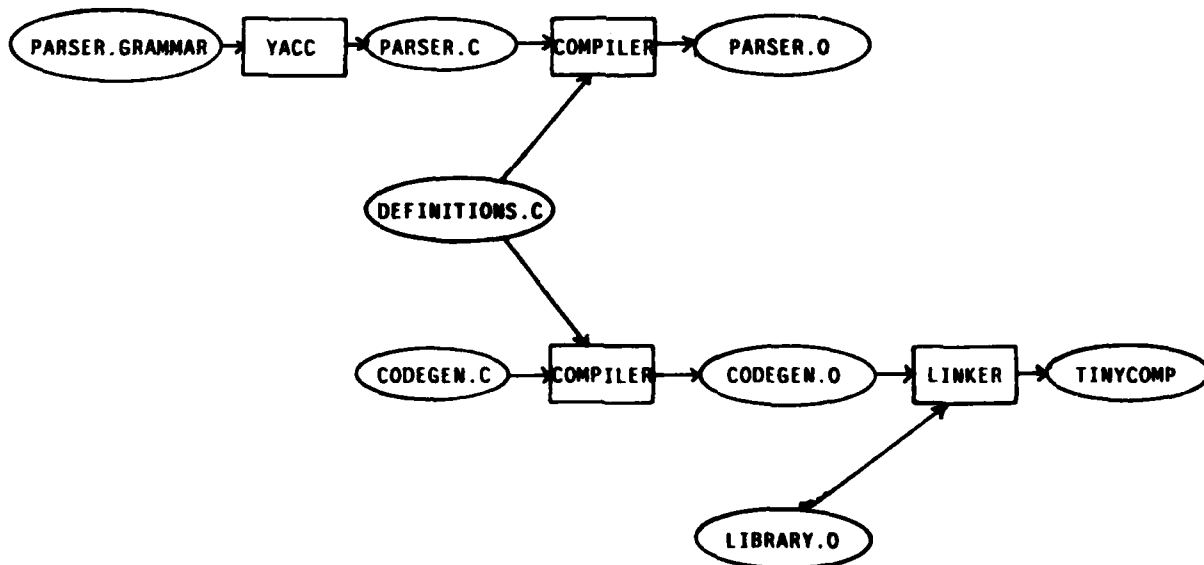 PARSER.GRAMMAR
YACC
PARSER.C
COMPILER
PARSER.O
DEFINITIONS.C
CODEGEN.C
COMPILER
CODEGEN.O
LINKER
TINYCOMP
LIBRARY.O